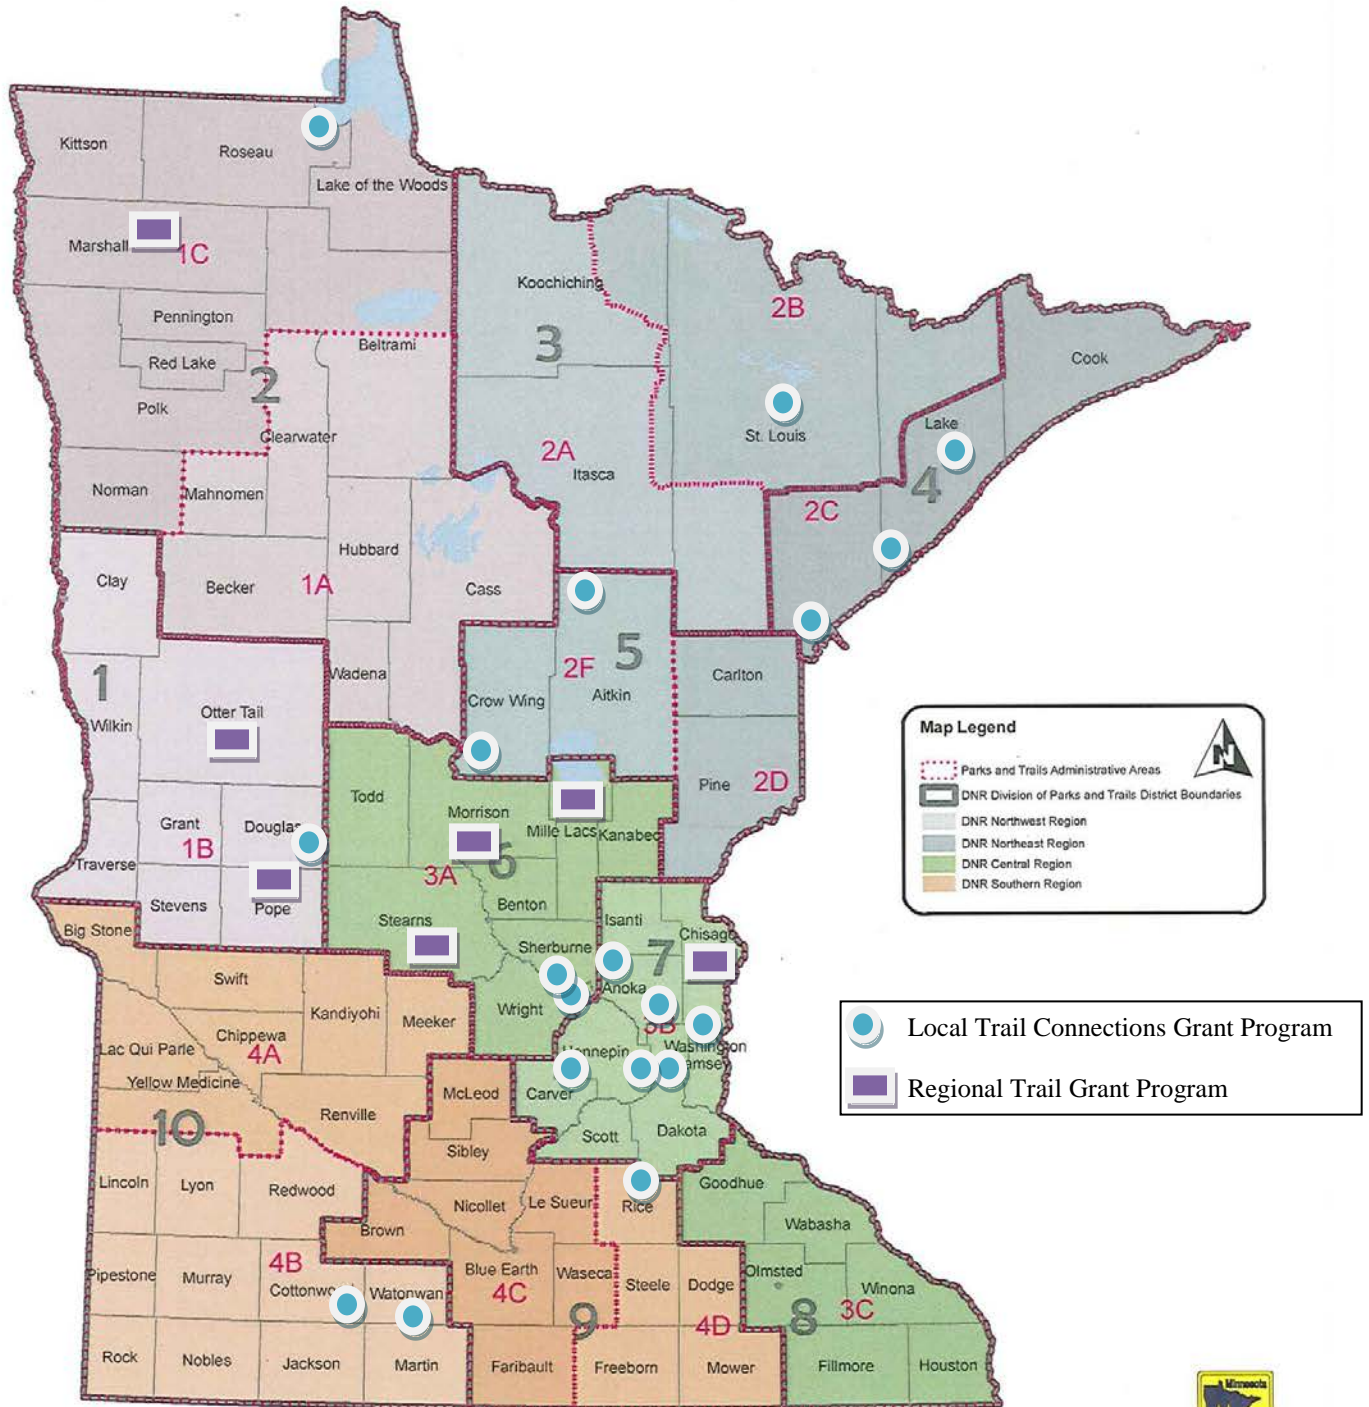 Kittson
Roseau
Lake of the Woods
Marshall
1C
Koochiching
2B
Pennington
Beltrami
3
Cook
Red Lake
2
Polk
Clearwater
Lake
St. Louis
2A
Itasca
Norman
Mahnomen
4
2C
Hubbard
Clay
Becker
1A
Cass
5
2F
Wadena
Carlton
1
Crow Wing
Aitkin
Otter Tail
Wilkin
Map Legend
N
Parks and Trails Administrative Areas
DNR Division of Parks and Trails District Boundaries
DNR Northwest Region
DNR Northeast Region
DNR Central Region
DNR Southern Region
Pine
2D
Todd
Morrison
Mille Lacs
Kanabec
Grant
Douglas
1B
6
Traverse
3A
Benton
Stevens
Pope
Stearns
Isanti
Big Stone
Chisago
Sherburne
7
Swift
Anoka
Kandiyohi
Wright
Meeker
3B
Local Trail Connections Grant Program
Chippewa
Lac Qui Parle
4A
Hennepin
Washington
Ramsey
Yellow Medicine
McLeod
Carver
Regional Trail Grant Program
Renville
10
Scott
Dakota
Sibley
Lincoln
Lyon
Redwood
Goodhue
Nicollet
Le Sueur
Rice
Brown
Wabasha
4B
Pipestone
Murray
Cottonwo
Watonwan
Blue Earth
4C
Waseca
Steele
Dodge
Olmsted
Winona
9
8
3C
4D
Rock
Nobles
Jackson
Martin
Faribault
Freeborn
Mower
Fillmore
Houston
Minnesota